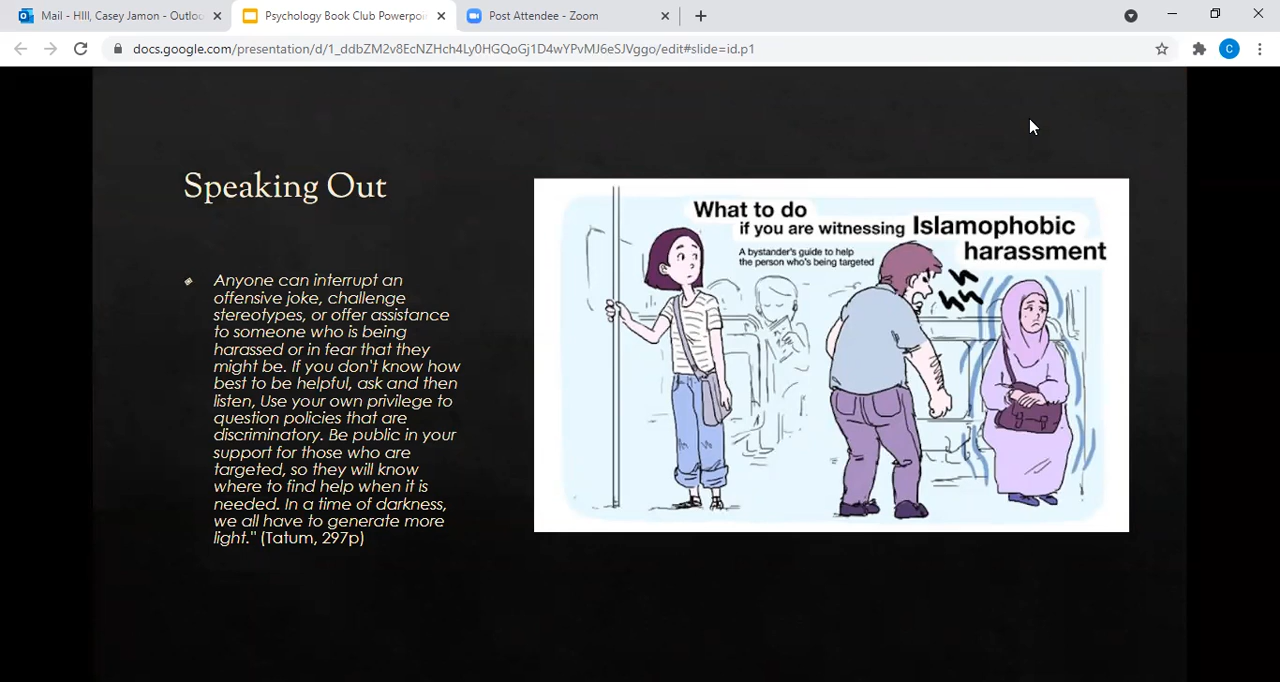 Mail - HIll, Casey Jamon - Outlo
Psychology Book Club Powerpoi
Post Attendee - Zoom
docs.google.com/presentation/d/1_ddbZM2v8EcNZHch4Ly0HGQoGj1D4wYPvMJ6eSJVggo/edit#slide=id.p1
C
Speaking Out
Anyone can interrupt an
offensive joke, challenge
stereotypes, or offer assistance
to someone who is being
harassed or in fear that they
might be. If you don't know how
best to be helpful, ask and then
listen, Use your own privilege to
question policies that are
discriminatory. Be public in your
support for those who are
targeted, so they will know
where to find help when it is
needed. In a time of darkness,
we all have to generate more
light." (Tatum, 297p)
What to do
if you are witnessing Islamophobic
harassment
A bystander's guide to help
the person who's being targeted